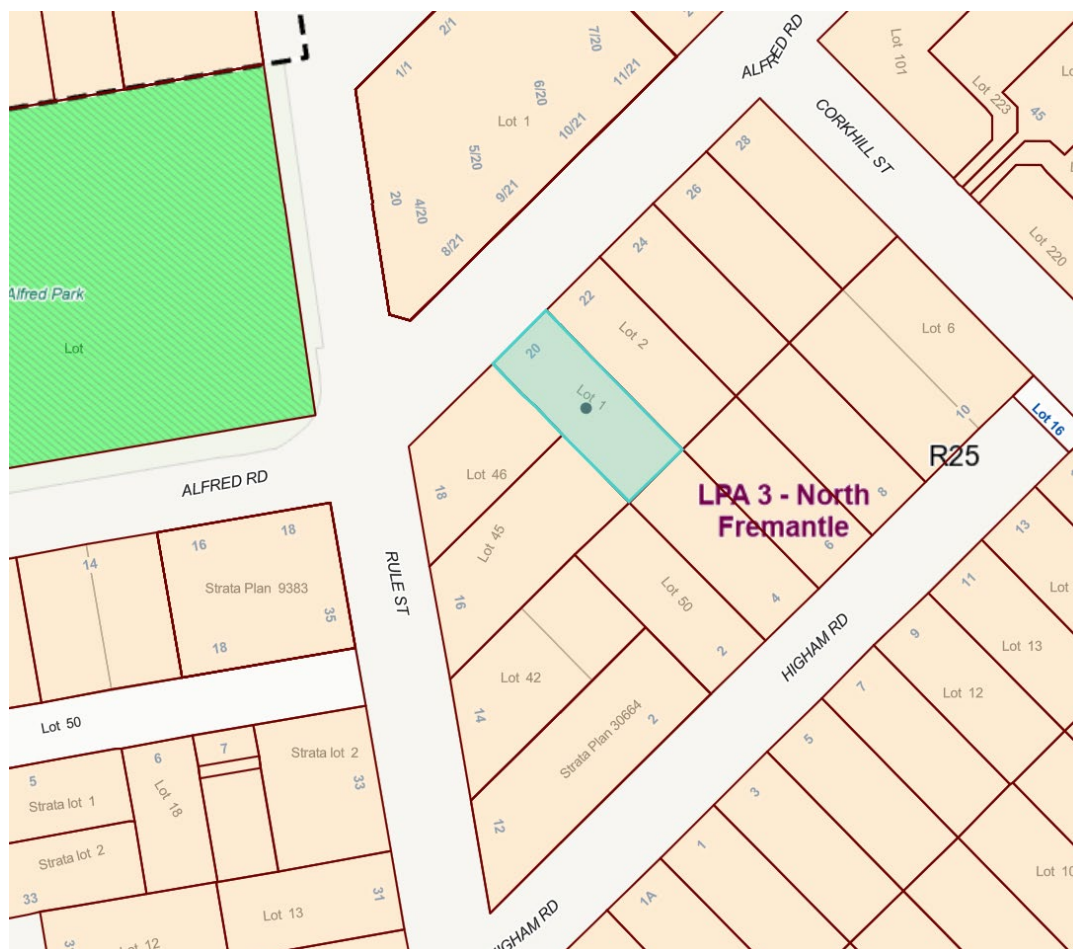 2/1
1/1
7/20
6/20
11/21
Lot 1
10/21
5/20
9/21
20
4/20
8/21
ALFRED RD
Lot 101
Lot 223
45
CORKHILL ST
Lot 220
28
26
24
22
Lot 2
20
Lot 1
Lot 6
10
Lot 16
R25
LPA 3 - North
Fremantle
8
6
4
2
Alfred Park
Lot
ALFRED RD
Lot 46
18
Lot 45
16
Lot 50
Lot 42
14
Strata Plan 30664
2
12
RULE ST
HIGHAM RD
14
16
18
Strata Plan 9383
35
18
Lot 50
5
Strata lot 1
Strata lot 2
33
6
Lot 18
7
Strata lot 2
33
31
Lot 13
13
11
9
Lot 13
7
Lot 12
5
3
1
1A